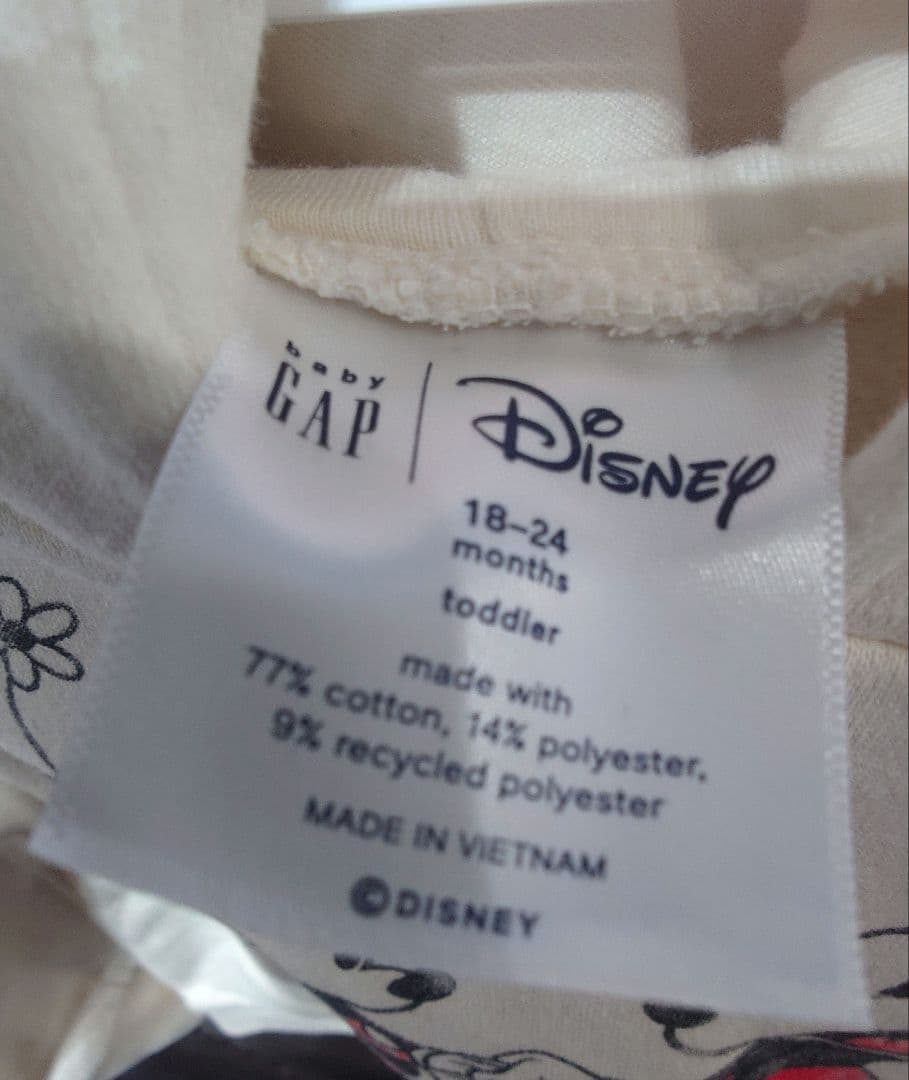 baby
GAP
Disney
18–24
months
toddler
made with
77% cotton, 14% polyester,
9% recycled polyester
MADE IN VIETNAM
©DISNEY